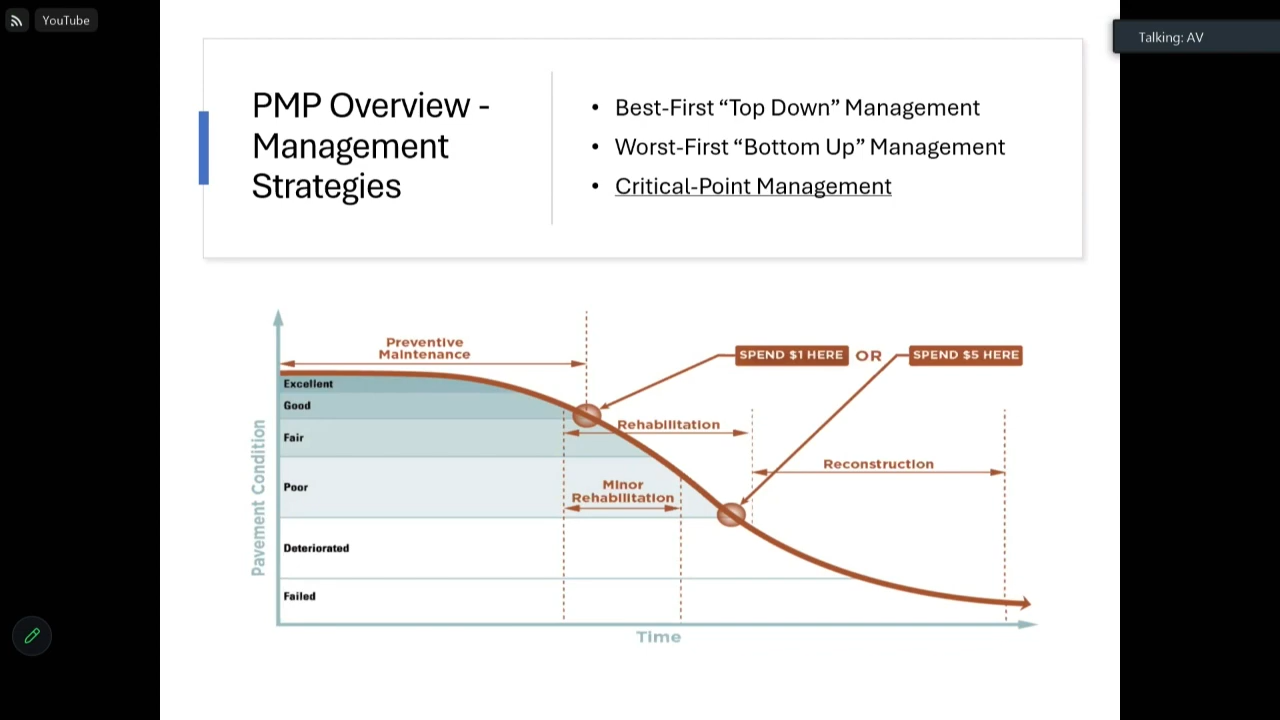 YouTube
Talking: AV
PMP Overview -
Management
Strategies
• Best-First “Top Down” Management
• Worst-First “Bottom Up” Management
• Critical-Point Management
Preventive
Maintenance
SPEND $1 HERE OR SPEND $5 HERE
Excellent
Good
Fair
Poor
Deteriorated
Failed
Rehabilitation
Minor
Rehabilitation
Reconstruction
Pavement Condition
Time